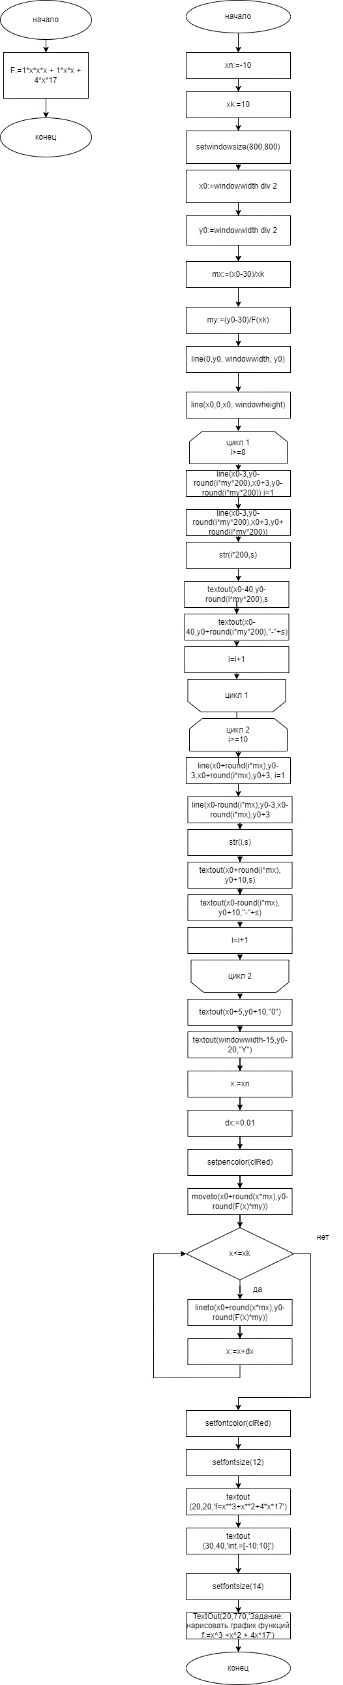 начало
F:=1*x*x*x + 1*x*x +
4*x*17
конец
начало
xn:=-10
xk:=10
setwindowsize(800,800)
x0:=windowwidth div 2
y0:=windowwidth div 2
mx:=(x0-30)/xk
my:=(y0-30)/F(xk)
line(0,y0, windowwidth, y0)
line(x0,0,x0, windowheight)
цикл 1
i>=8
line(x0-3,y0-
round(i*my*200),x0+3,y0-
round(i*my*200)) i=1
line(x0-3,y0-
round(i*my*200),x0+3,y0+
round(i*my*200))
str(i*200,s)
textout(x0-40,y0-
round(i*my*200),s
textout(x0-
40,y0+round(i*my*200),"-"+s)
i=i+1
цикл 1
цикл 2
i>=10
line(x0+round(i*mx),y0-
3,x0+round(i*mx),y0+3, i=1
line(x0-round(i*mx),y0-3,x0-
round(i*mx),y0+3
str(i,s)
textout(x0+round(i*mx),
y0+10,s)
textout(x0-round(i*mx),
y0+10,"-"+s)
i=i+1
цикл 2
textout(x0+5,y0+10,"0")
textout(windowwidth-15,y0-
20,"Y")
x:=xn
dx:=0.01
setpencolor(clRed)
moveto(x0+round(x*mx),y0-
round(F(x)*my))
нет
x<=xk
да
lineto(x0+round(x*mx),y0-
round(F(x)*my))
x:=x+dx
setfontcolor(clRed)
setfontsize(12)
textout
(20,20,'f=x**3+x**2+4*x*17')
textout
(30,40,'int.=[-10;10]')
setfontsize(14)
TextOut(20,770,'Задание:
нарисовать график функций
f:=x^3 +x^2 + 4x*17')
конец